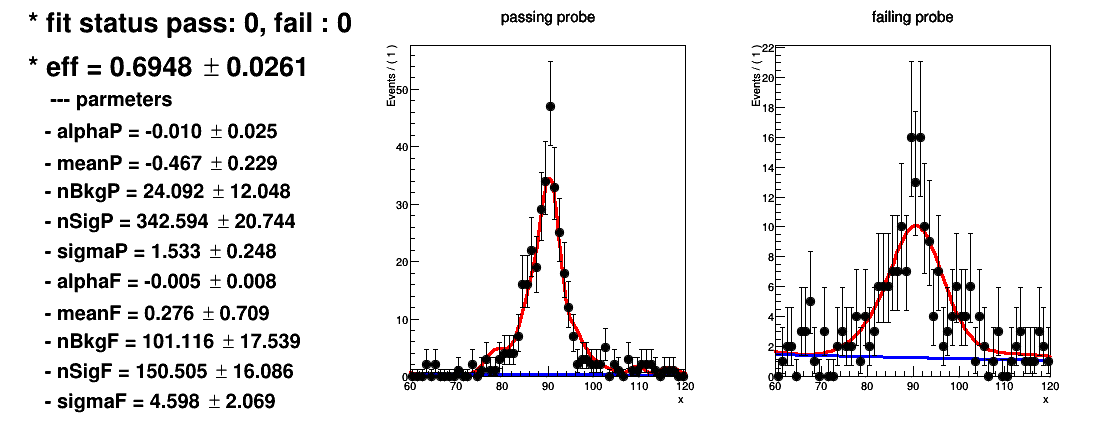 * fit status pass: 0, fail : 0
* eff = 0.6948 ± 0.0261
--- parmeters
- alphaP = -0.010 ± 0.025
- meanP = -0.467 ± 0.229
- nBkgP = 24.092 ± 12.048
- nSigP = 342.594 ± 20.744
- sigmaP = 1.533 ± 0.248
- alphaF = -0.005 ± 0.008
- meanF = 0.276 ± 0.709
- nBkgF = 101.116 ± 17.539
- nSigF = 150.505 ± 16.086
- sigmaF = 4.598 ± 2.069
passing probe
Events / ( 1 )
50
40
30
20
10
0
60 70 80 90 100 110 120
x
failing probe
Events / ( 1 )
22
20
18
16
14
12
10
8
6
4
2
0
60 70 80 90 100 110 120
x